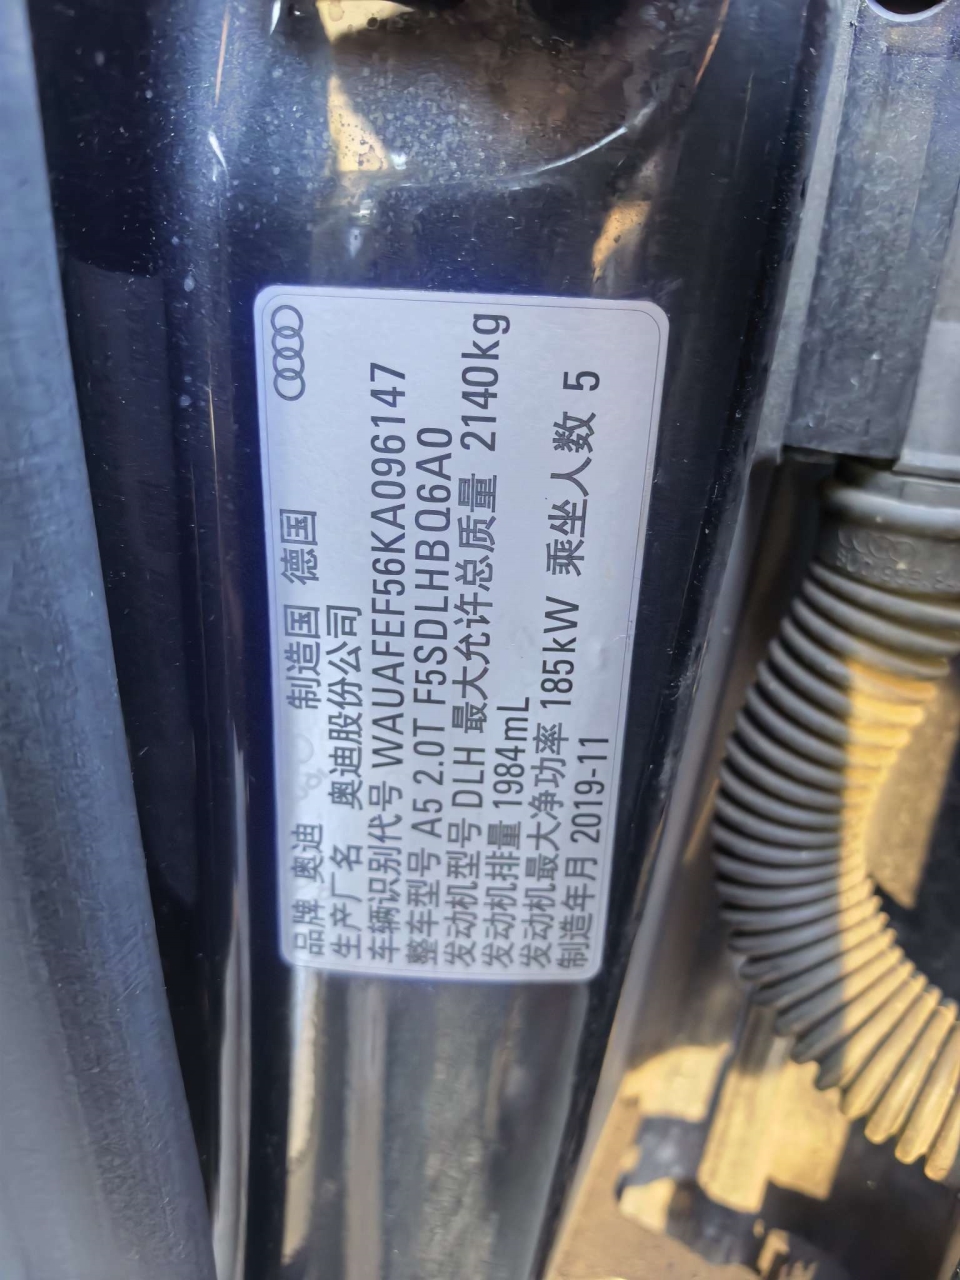 品牌 奥迪 制造国 德国
生产厂名 奥迪股份公司
车辆识别代号 WAUAFEF56KA096147
整车型号 A5 2.0T F5SDLHBQ6A0
发动机型号 DLH 最大允许总质量 2140kg
发动机排量 1984mL
发动机最大净功率 185kW 乘坐人数 5
制造年月 2019-11